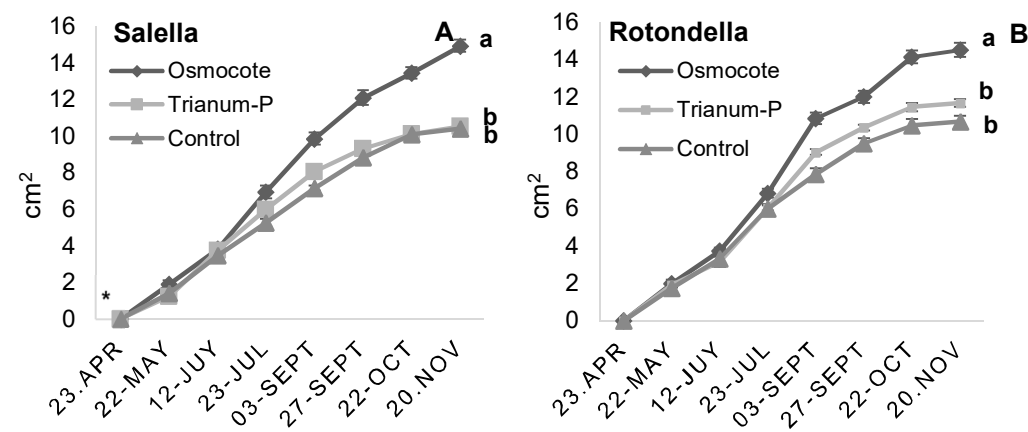 Salella
A
Osmocote
Trianum-P
Control
a
b
b
cm²
16
14
12
10
8
6
4
2
0
*
23.APR
22-MAY
12-JUY
23-JUL
03-SEPT
27-SEPT
22-OCT
20.NOV
Rotondella
B
Osmocote
Trianum-P
Control
a
b
b
cm²
16
14
12
10
8
6
4
2
0
23.APR
22-MAY
12-JUY
23-JUL
03-SEPT
27-SEPT
22-OCT
20.NOV